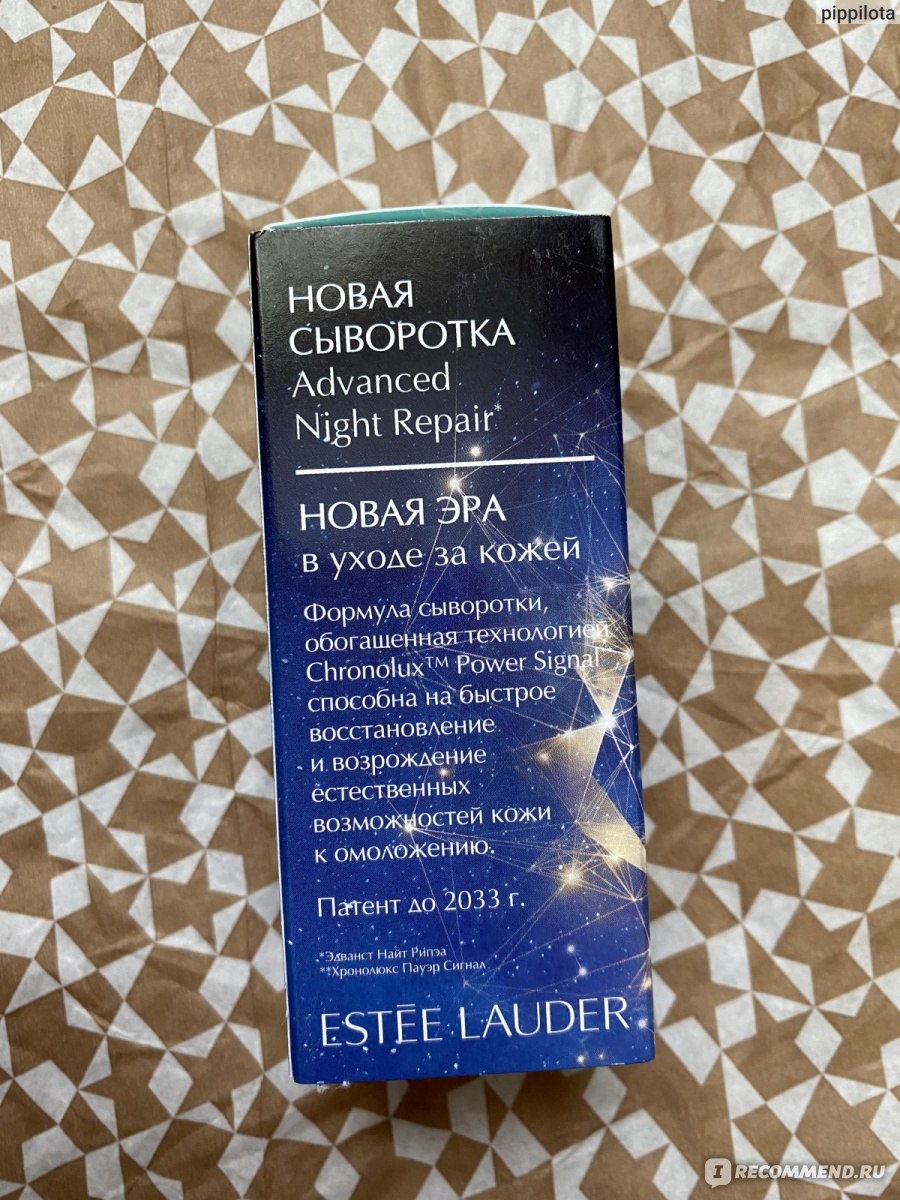 pippilota
НОВАЯ
СЫВОРОТКА
Advanced
Night Repair*
НОВАЯ ЭРА
в уходе за кожей
Формула сыворотки,
обогащенная технологией
Chronolux™ Power Signal**,
способна на быстрое
восстановление
и возрождение
естественных
возможностей кожи
к омоложению.
Патент до 2033 г.
*Эдванст Найт Рипэа
**Хронолюкс Пауэр Сигнал
ESTĒE LAUDER
IRECOMMEND.RU